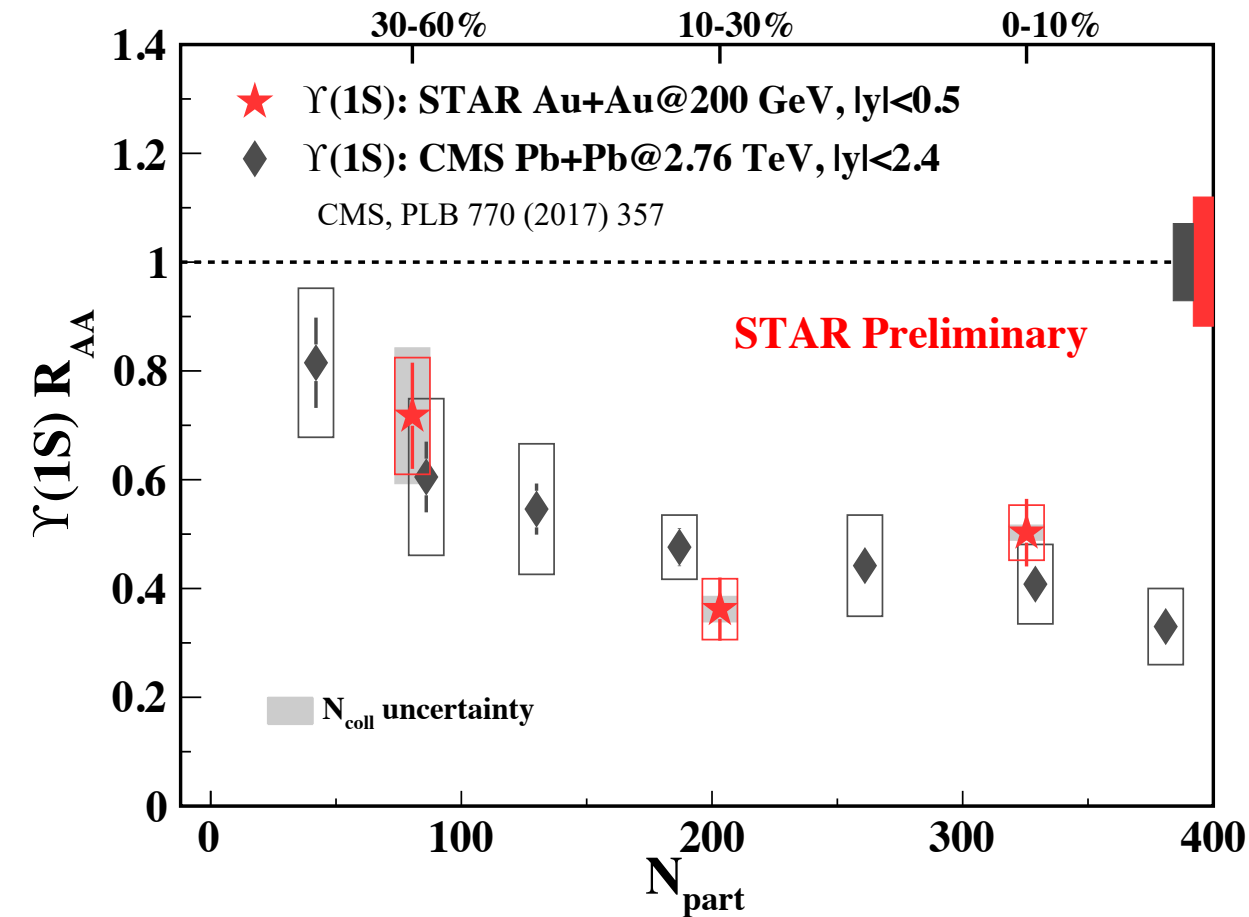 30-60% 10-30% 0-10%
1.4
ϒ(1S): STAR Au+Au@200 GeV, |y|<0.5
1.2
ϒ(1S): CMS Pb+Pb@2.76 TeV, |y|<2.4
CMS, PLB 770 (2017) 357
1
STAR Preliminary
0.8
ϒ(1S) R_AA
0.6
0.4
0.2
N_coll uncertainty
0
0 100 200 300 400
N_part